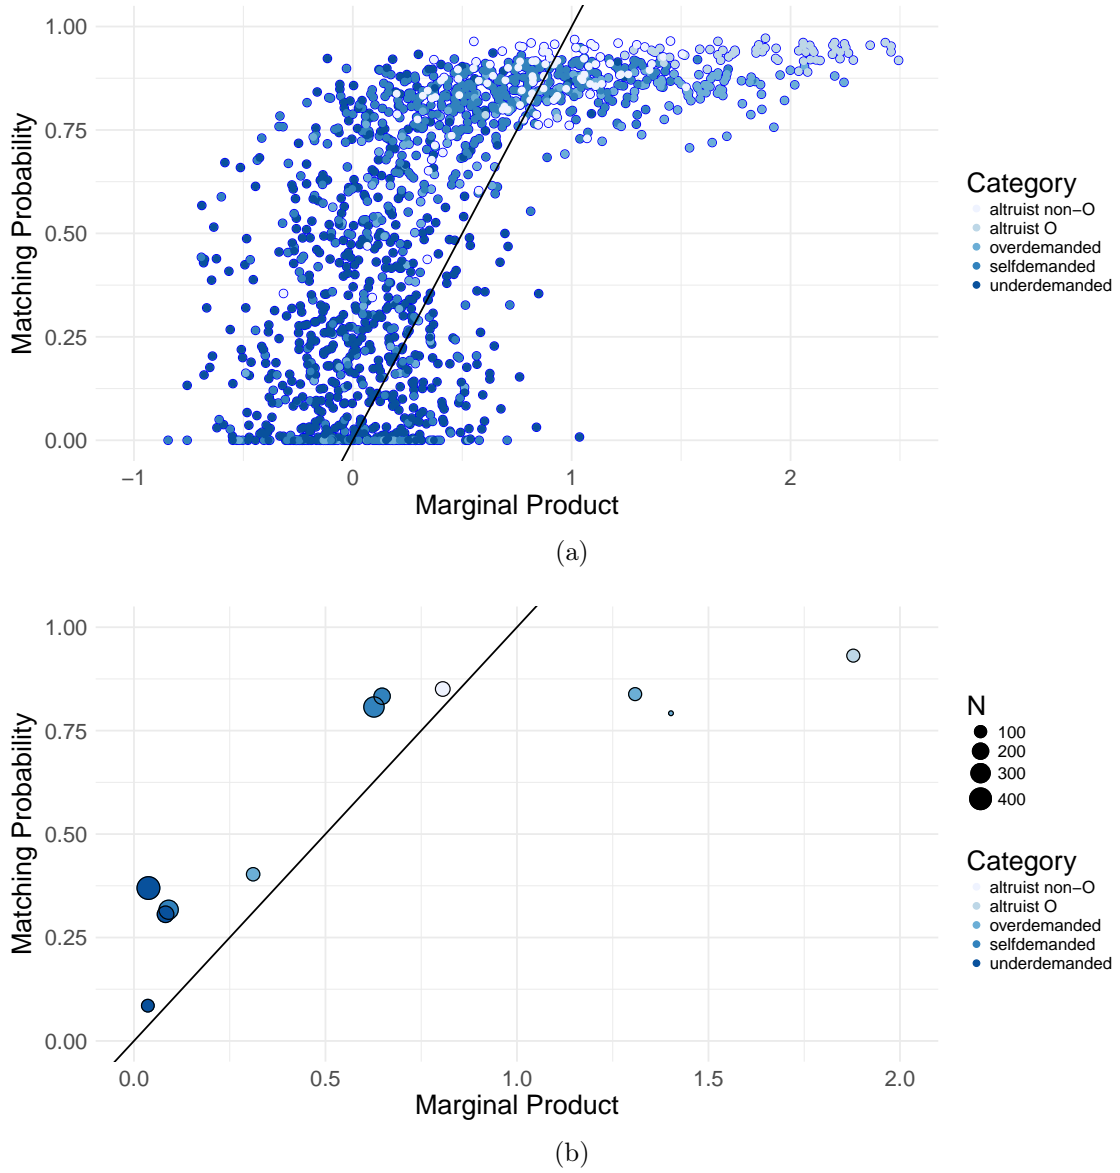 1.00
0.75
0.50
0.25
0.00
Matching Probability
−1
0
1
2
Marginal Product
Category
altruist non−O
altruist O
overdemanded
selfdemanded
underdemanded
(a)
1.00
0.75
0.50
0.25
0.00
Matching Probability
0.0
0.5
1.0
1.5
2.0
Marginal Product
N
100
200
300
400
Category
altruist non−O
altruist O
overdemanded
selfdemanded
underdemanded
(b)